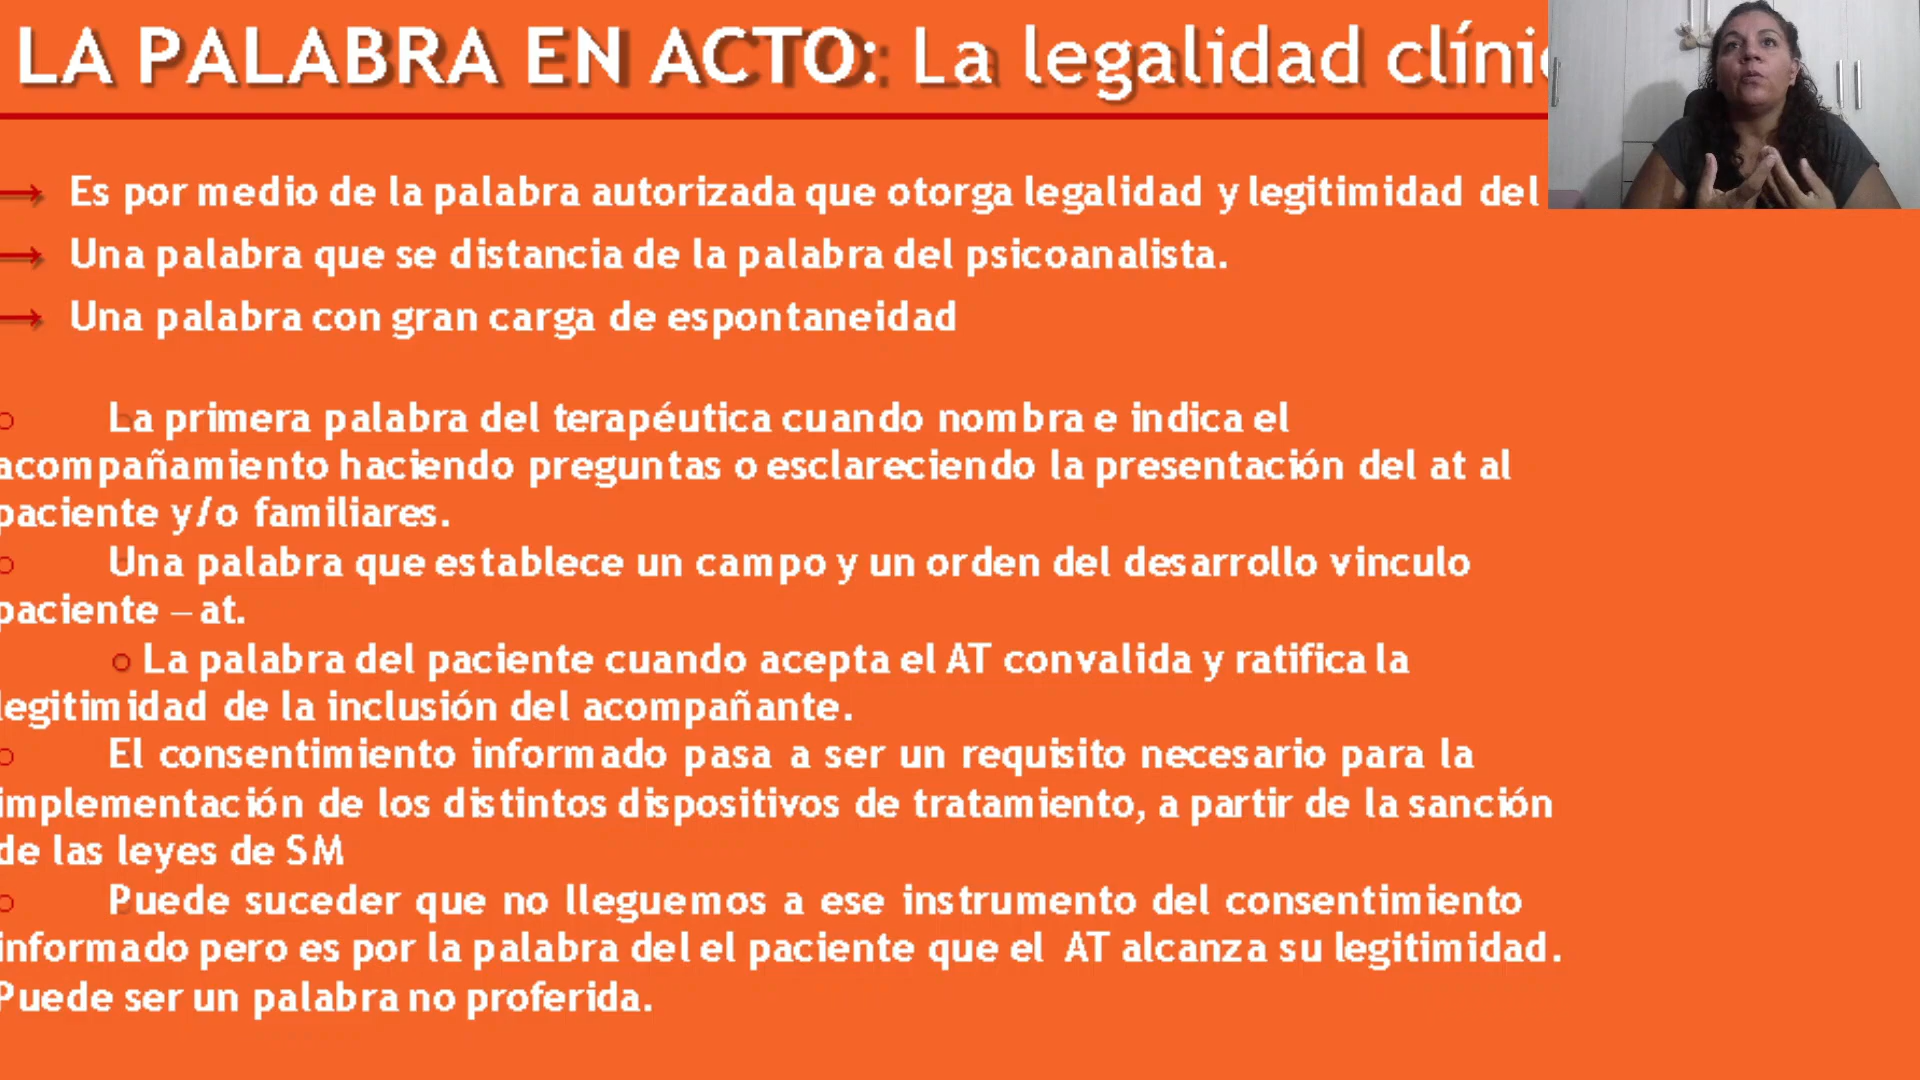 LA PALABRA EN ACTO: La legalidad clíni
Es por medio de la palabra autorizada que otorga legalidad y legitimidad del
Una palabra que se distancia de la palabra del psicoanalista.
Una palabra con gran carga de espontaneidad
La primera palabra del terapéutica cuando nombra e indica el
acompañamiento haciendo preguntas o esclareciendo la presentación del at al
paciente y/o familiares.
Una palabra que establece un campo y un orden del desarrollo vinculo
paciente – at.
La palabra del paciente cuando acepta el AT convalida y ratifica la
legitimidad de la inclusión del acompañante.
El consentimiento informado pasa a ser un requisito necesario para la
implementación de los distintos dispositivos de tratamiento, a partir de la sanción
de las leyes de SM
Puede suceder que no lleguemos a ese instrumento del consentimiento
informado pero es por la palabra del el paciente que el AT alcanza su legitimidad.
Puede ser un palabra no proferida.